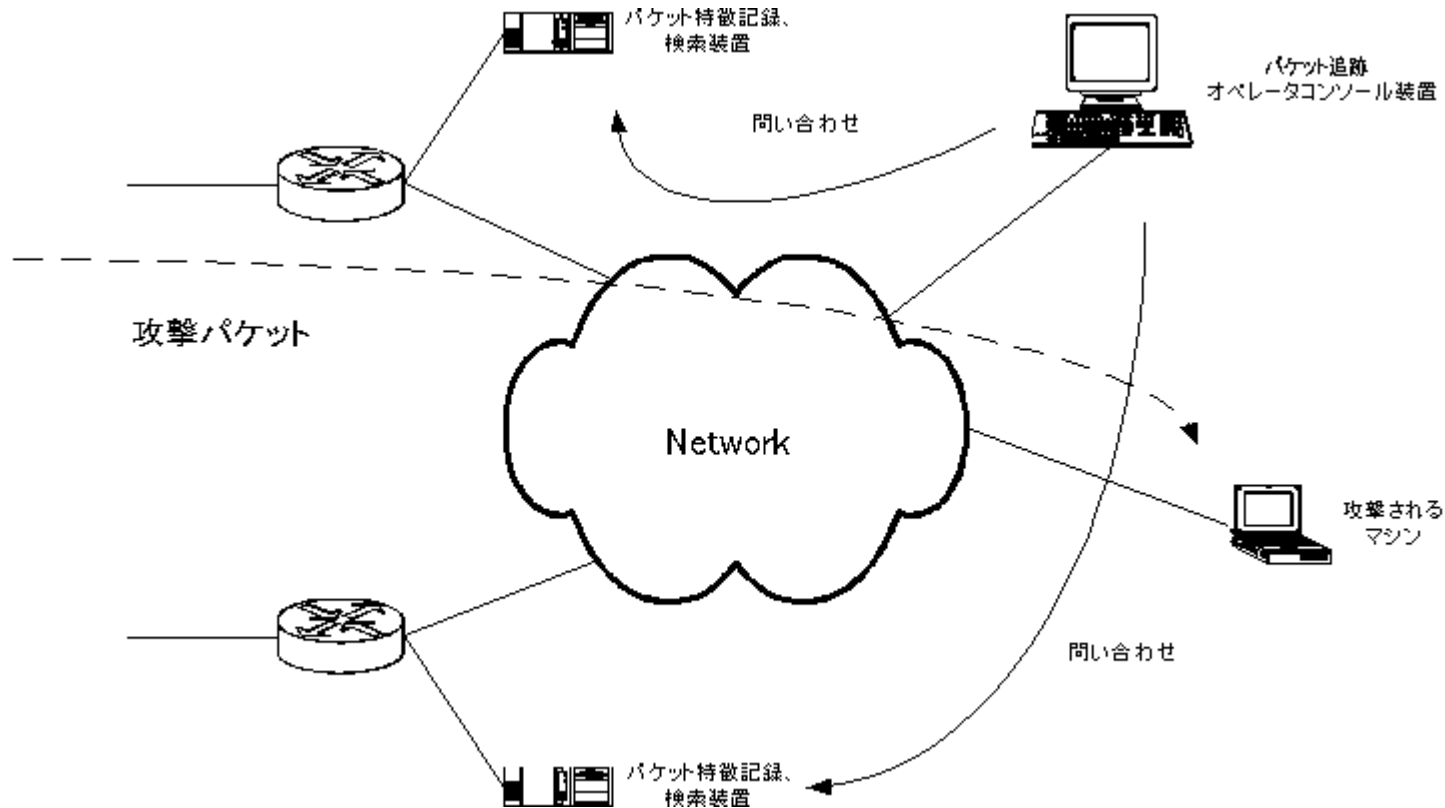 パケット特徴記録、
検索装置
パケット追跡
オペレータコンソール装置
問い合わせ
攻撃パケット
Network
攻撃される
マシン
問い合わせ
パケット特徴記録、
検索装置